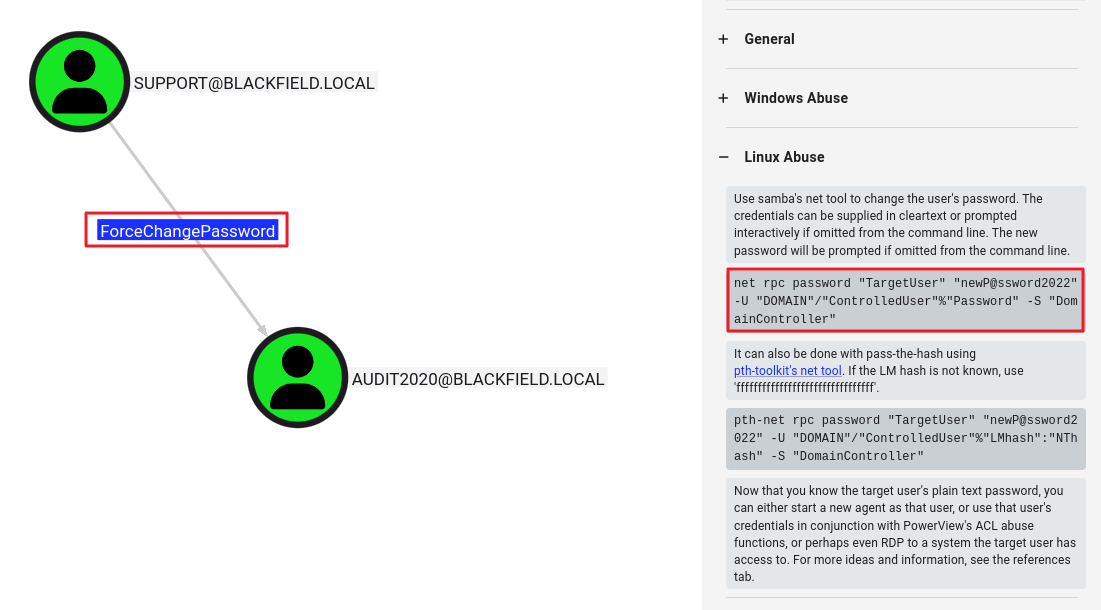 SUPPORT@BLACKFIELD.LOCAL
ForceChangePassword
AUDIT2020@BLACKFIELD.LOCAL
+ General
+ Windows Abuse
− Linux Abuse
Use samba's net tool to change the user's password. The
credentials can be supplied in cleartext or prompted
interactively if omitted from the command line. The new
password will be prompted if omitted from the command line.
net rpc password "TargetUser" "newP@ssword2022"
-U "DOMAIN"/"ControlledUser"%"Password" -S "Dom
ainController"
It can also be done with pass-the-hash using
pth-toolkit's net tool. If the LM hash is not known, use
'ffffffffffffffffffffffffffffffff'.
pth-net rpc password "TargetUser" "newP@ssword2
022" -U "DOMAIN"/"ControlledUser"%"LMhash":"NTh
ash" -S "DomainController"
Now that you know the target user's plain text password, you
can either start a new agent as that user, or use that user's
credentials in conjunction with PowerView's ACL abuse
functions, or perhaps even RDP to a system the target user has
access to. For more ideas and information, see the references
tab.